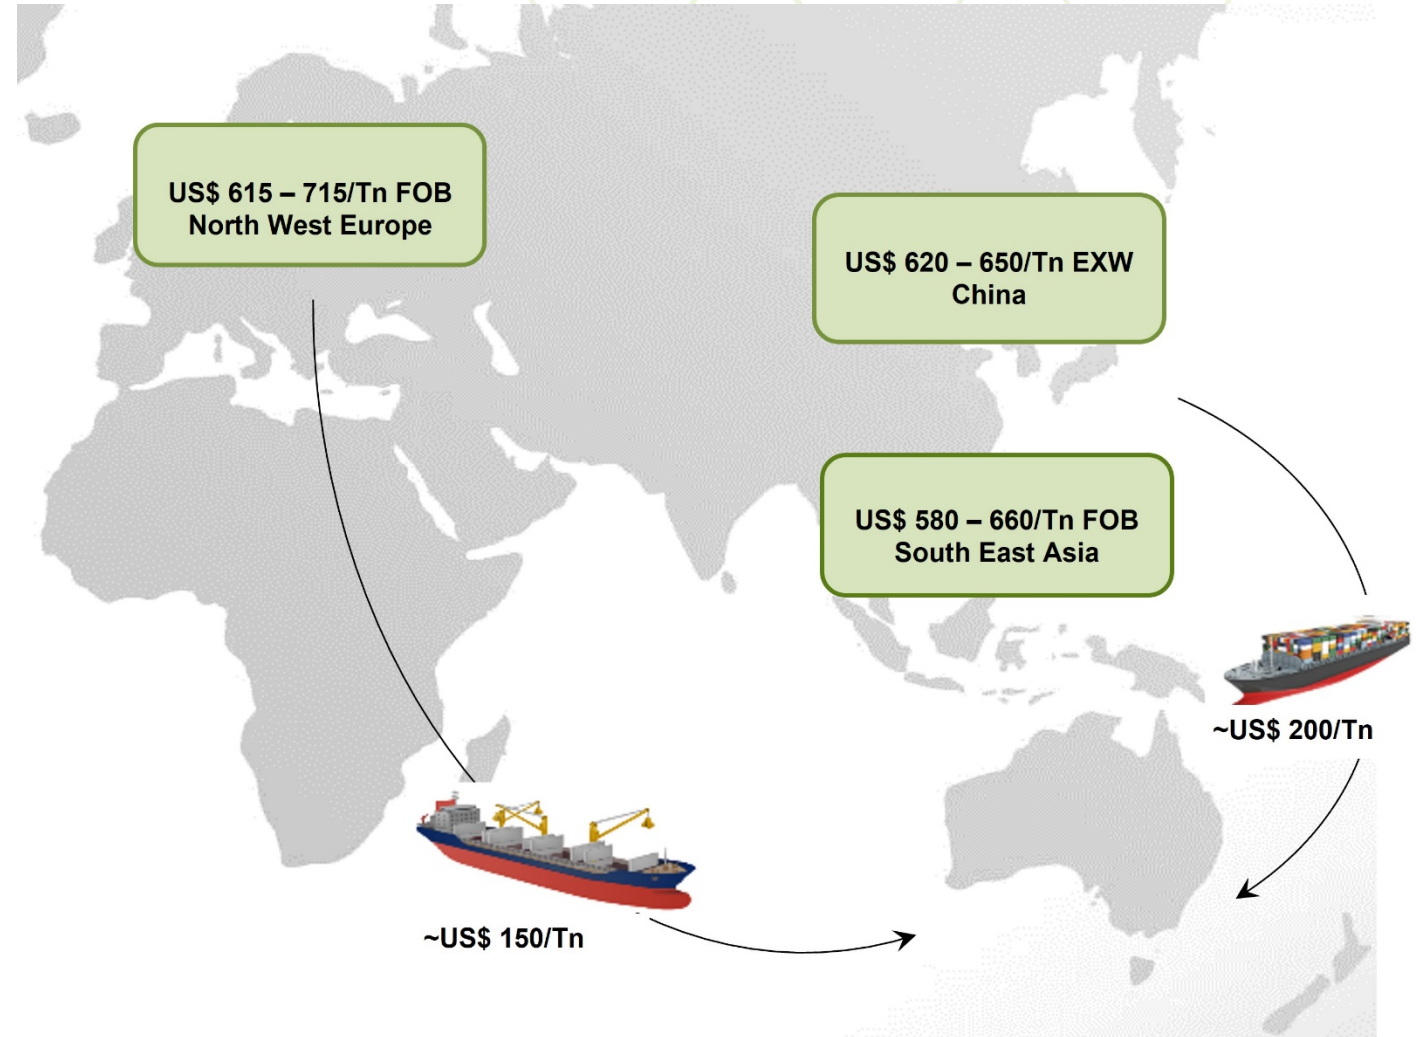 US$ 615 – 715/Tn FOB
North West Europe
US$ 620 – 650/Tn EXW
China
US$ 580 – 660/Tn FOB
South East Asia
~US$ 200/Tn
~US$ 150/Tn